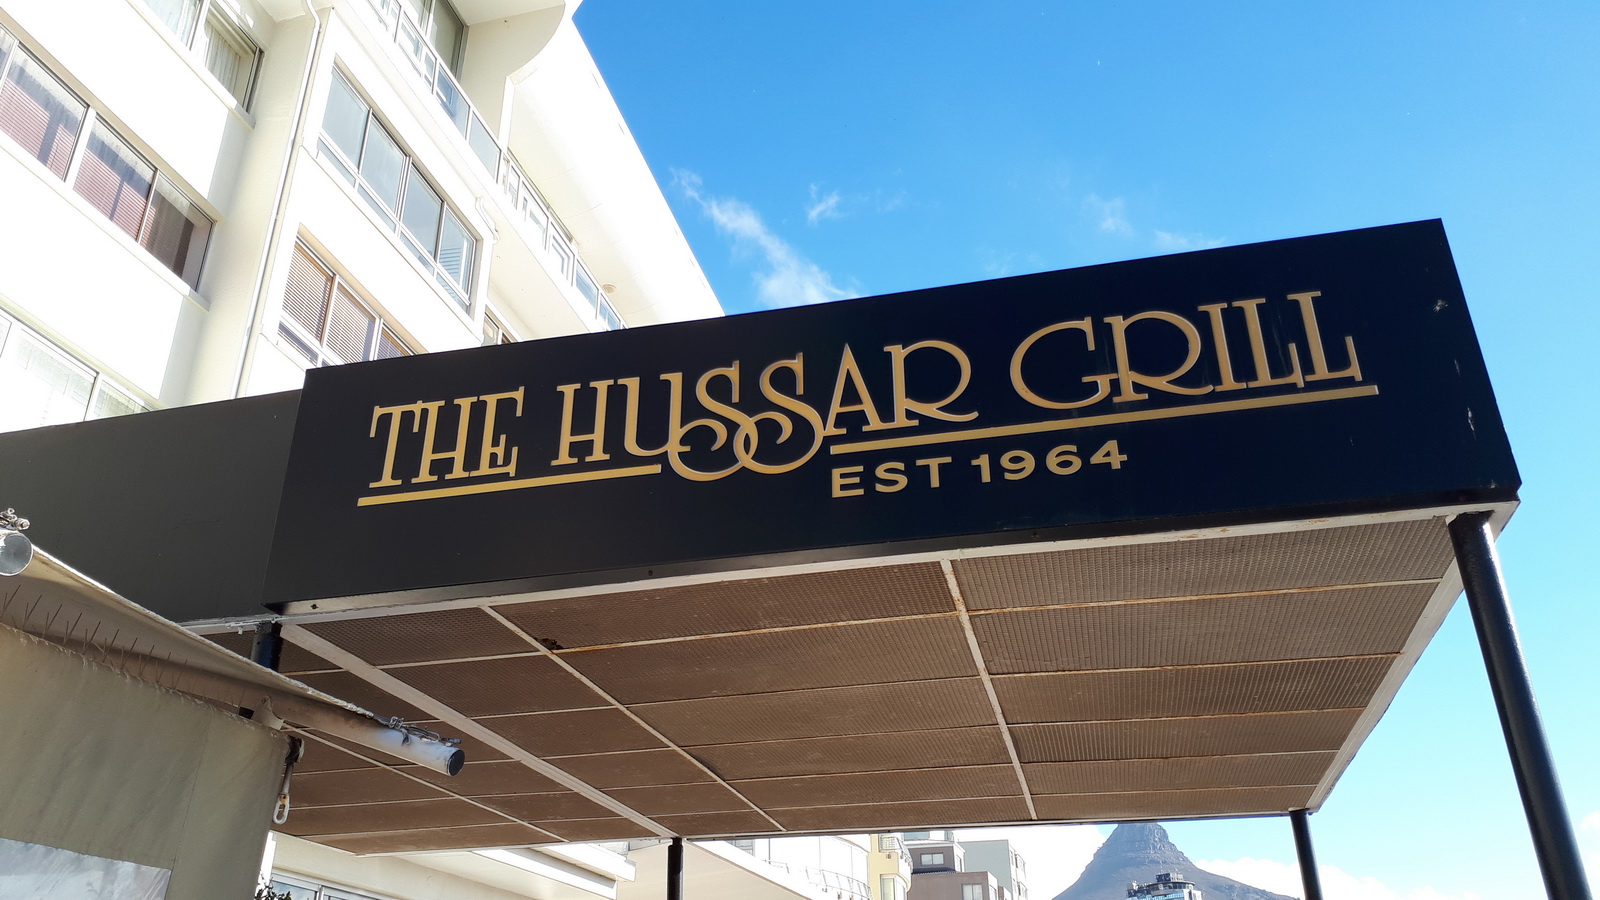 THE HUSSAR GRILL
EST 1964